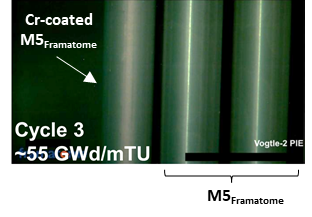 Cr-coated
M5Framatome
Cycle 3
~55 GWd/mTU
Vogtle-2 PIE
M5Framatome